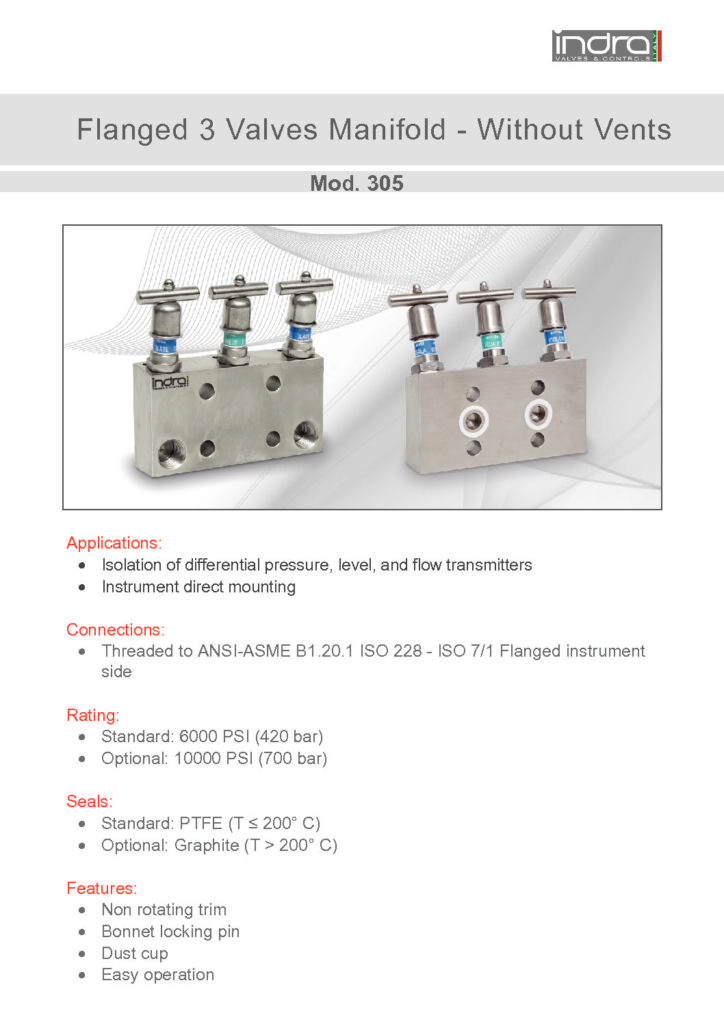 indra
VALVES & CONTROLS
ITALY
Flanged 3 Valves Manifold - Without Vents
Mod. 305
indra
Applications:
● Isolation of differential pressure, level, and flow transmitters
● Instrument direct mounting
Connections:
● Threaded to ANSI-ASME B1.20.1 ISO 228 - ISO 7/1 Flanged instrument
side
Rating:
● Standard: 6000 PSI (420 bar)
● Optional: 10000 PSI (700 bar)
Seals:
● Standard: PTFE (T ≤ 200° C)
● Optional: Graphite (T > 200° C)
Features:
● Non rotating trim
● Bonnet locking pin
● Dust cup
● Easy operation